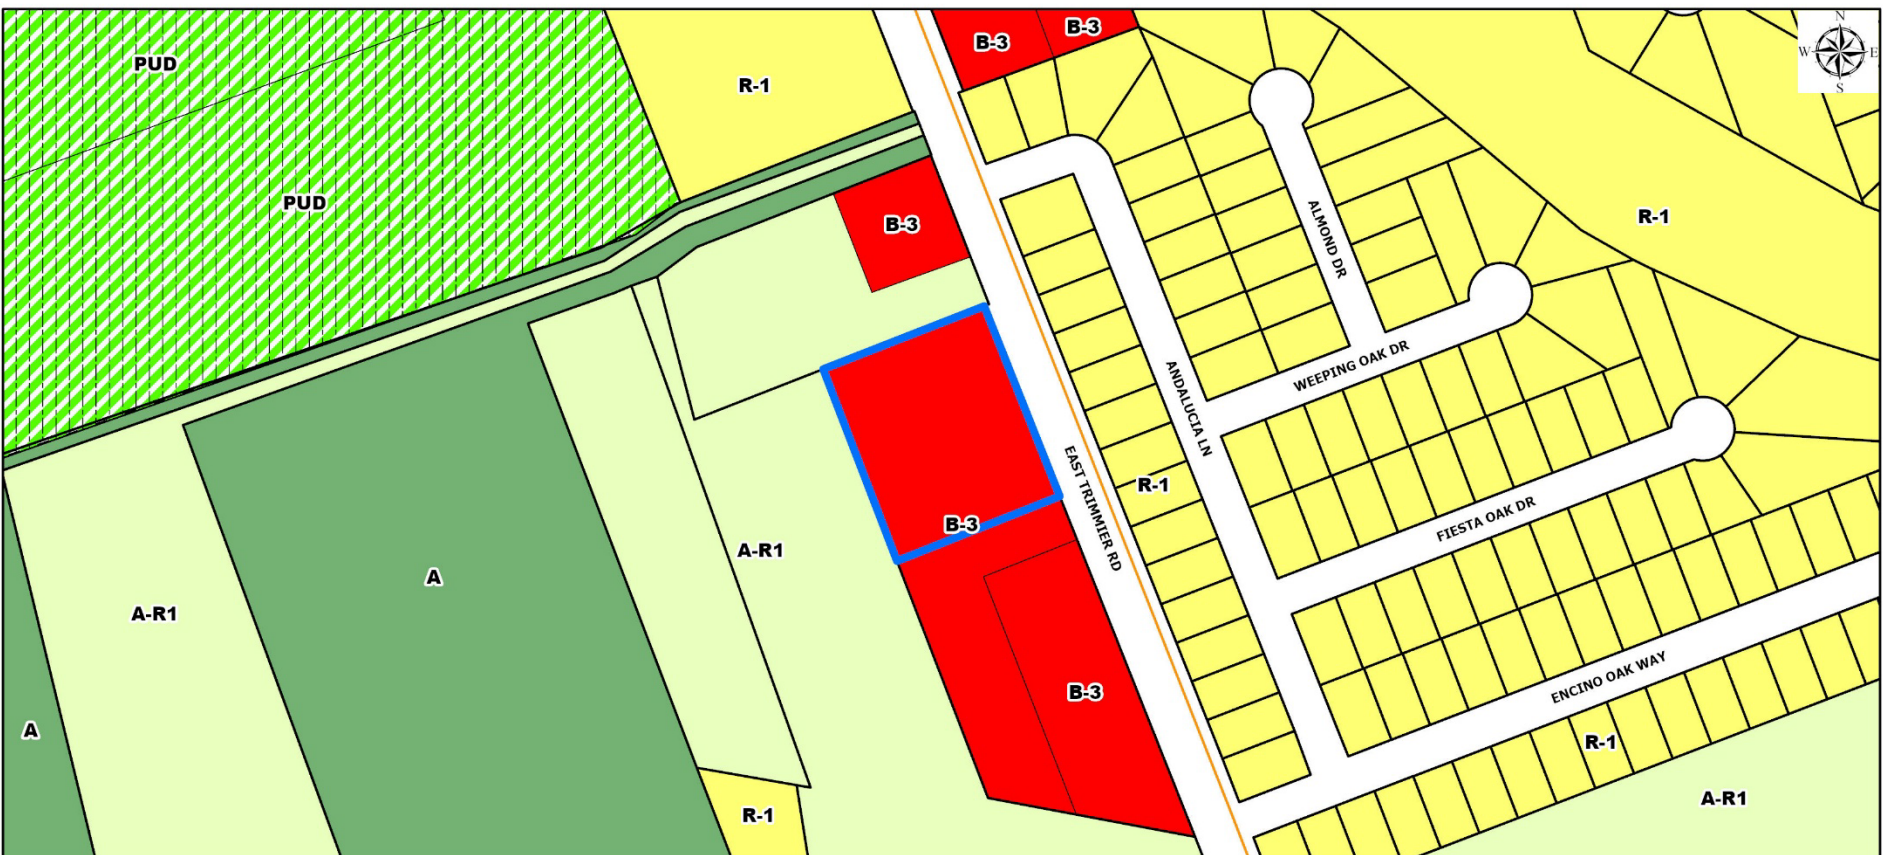 B-3
B-3
N
W
E
S
PUD
R-1
PUD
B-3
R-1
ALMOND DR
WEEPING OAK DR
ANDALUCIA LN
EAST TRIMMIER RD
R-1
B-3
FIESTA OAK DR
A-R1
A
A-R1
ENCINO OAK WAY
B-3
A
R-1
R-1
A-R1